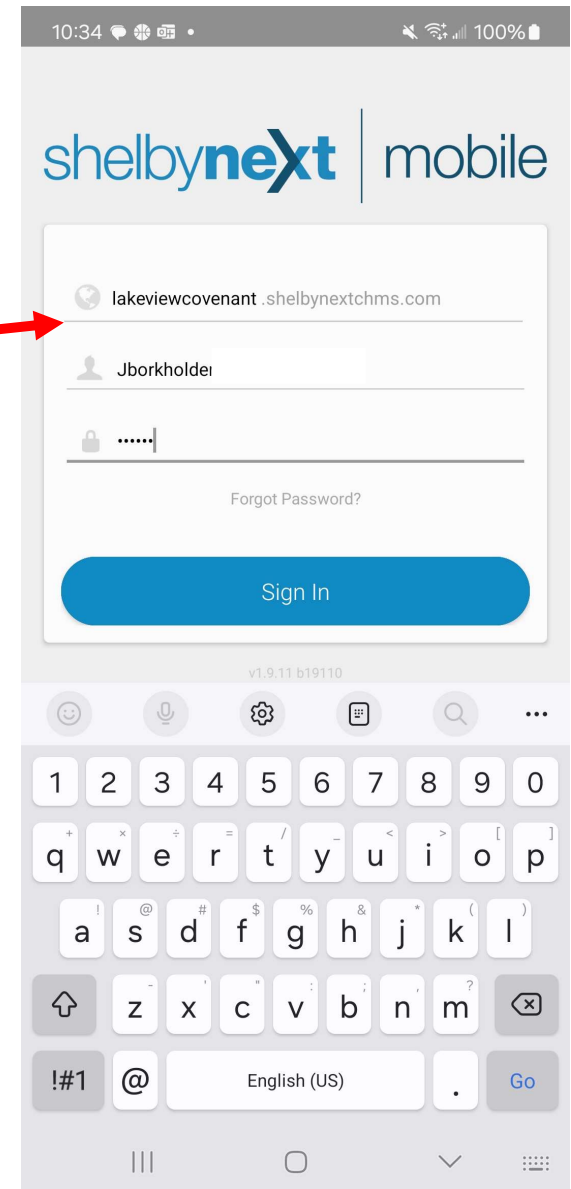 10:34 100%
shelbynext | mobile
lakeviewcovenant .shelbynextchms.com
Jborkholder
••••••
Forgot Password?
Sign In
v1.9.11 b19110
1 2 3 4 5 6 7 8 9 0
+ × ÷ = / _ < > [ ]
q w e r t y u i o p
! @ # $ % & * ( )
a s d f g h j k l
- ' " : ; , ?
z x c v b n m
!#1 @ English (US) . Go